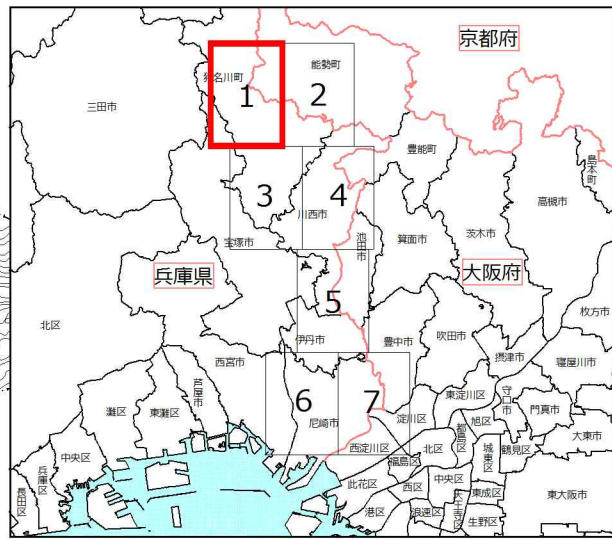 京都府
猪名川町
能勢町
1
2
三田市
豊能町
島本町
高槻市
3
4
川西市
宝塚市
池田市
箕面市
茨木市
兵庫県
大阪府
5
北区
伊丹市
豊中市
吹田市
枚方市
摂津市
寝屋川市
西宮市
芦屋市
灘区
東灘区
6
7
尼崎市
淀川区
東淀川区
守口市
門真市
旭区
都島区
大東市
中央区
兵庫区
長田区
西淀川区
福島区
北区
城東区
鶴見区
此花区
西区
中央区
東成区
天王寺区
東大阪市
港区
浪速区
生野区